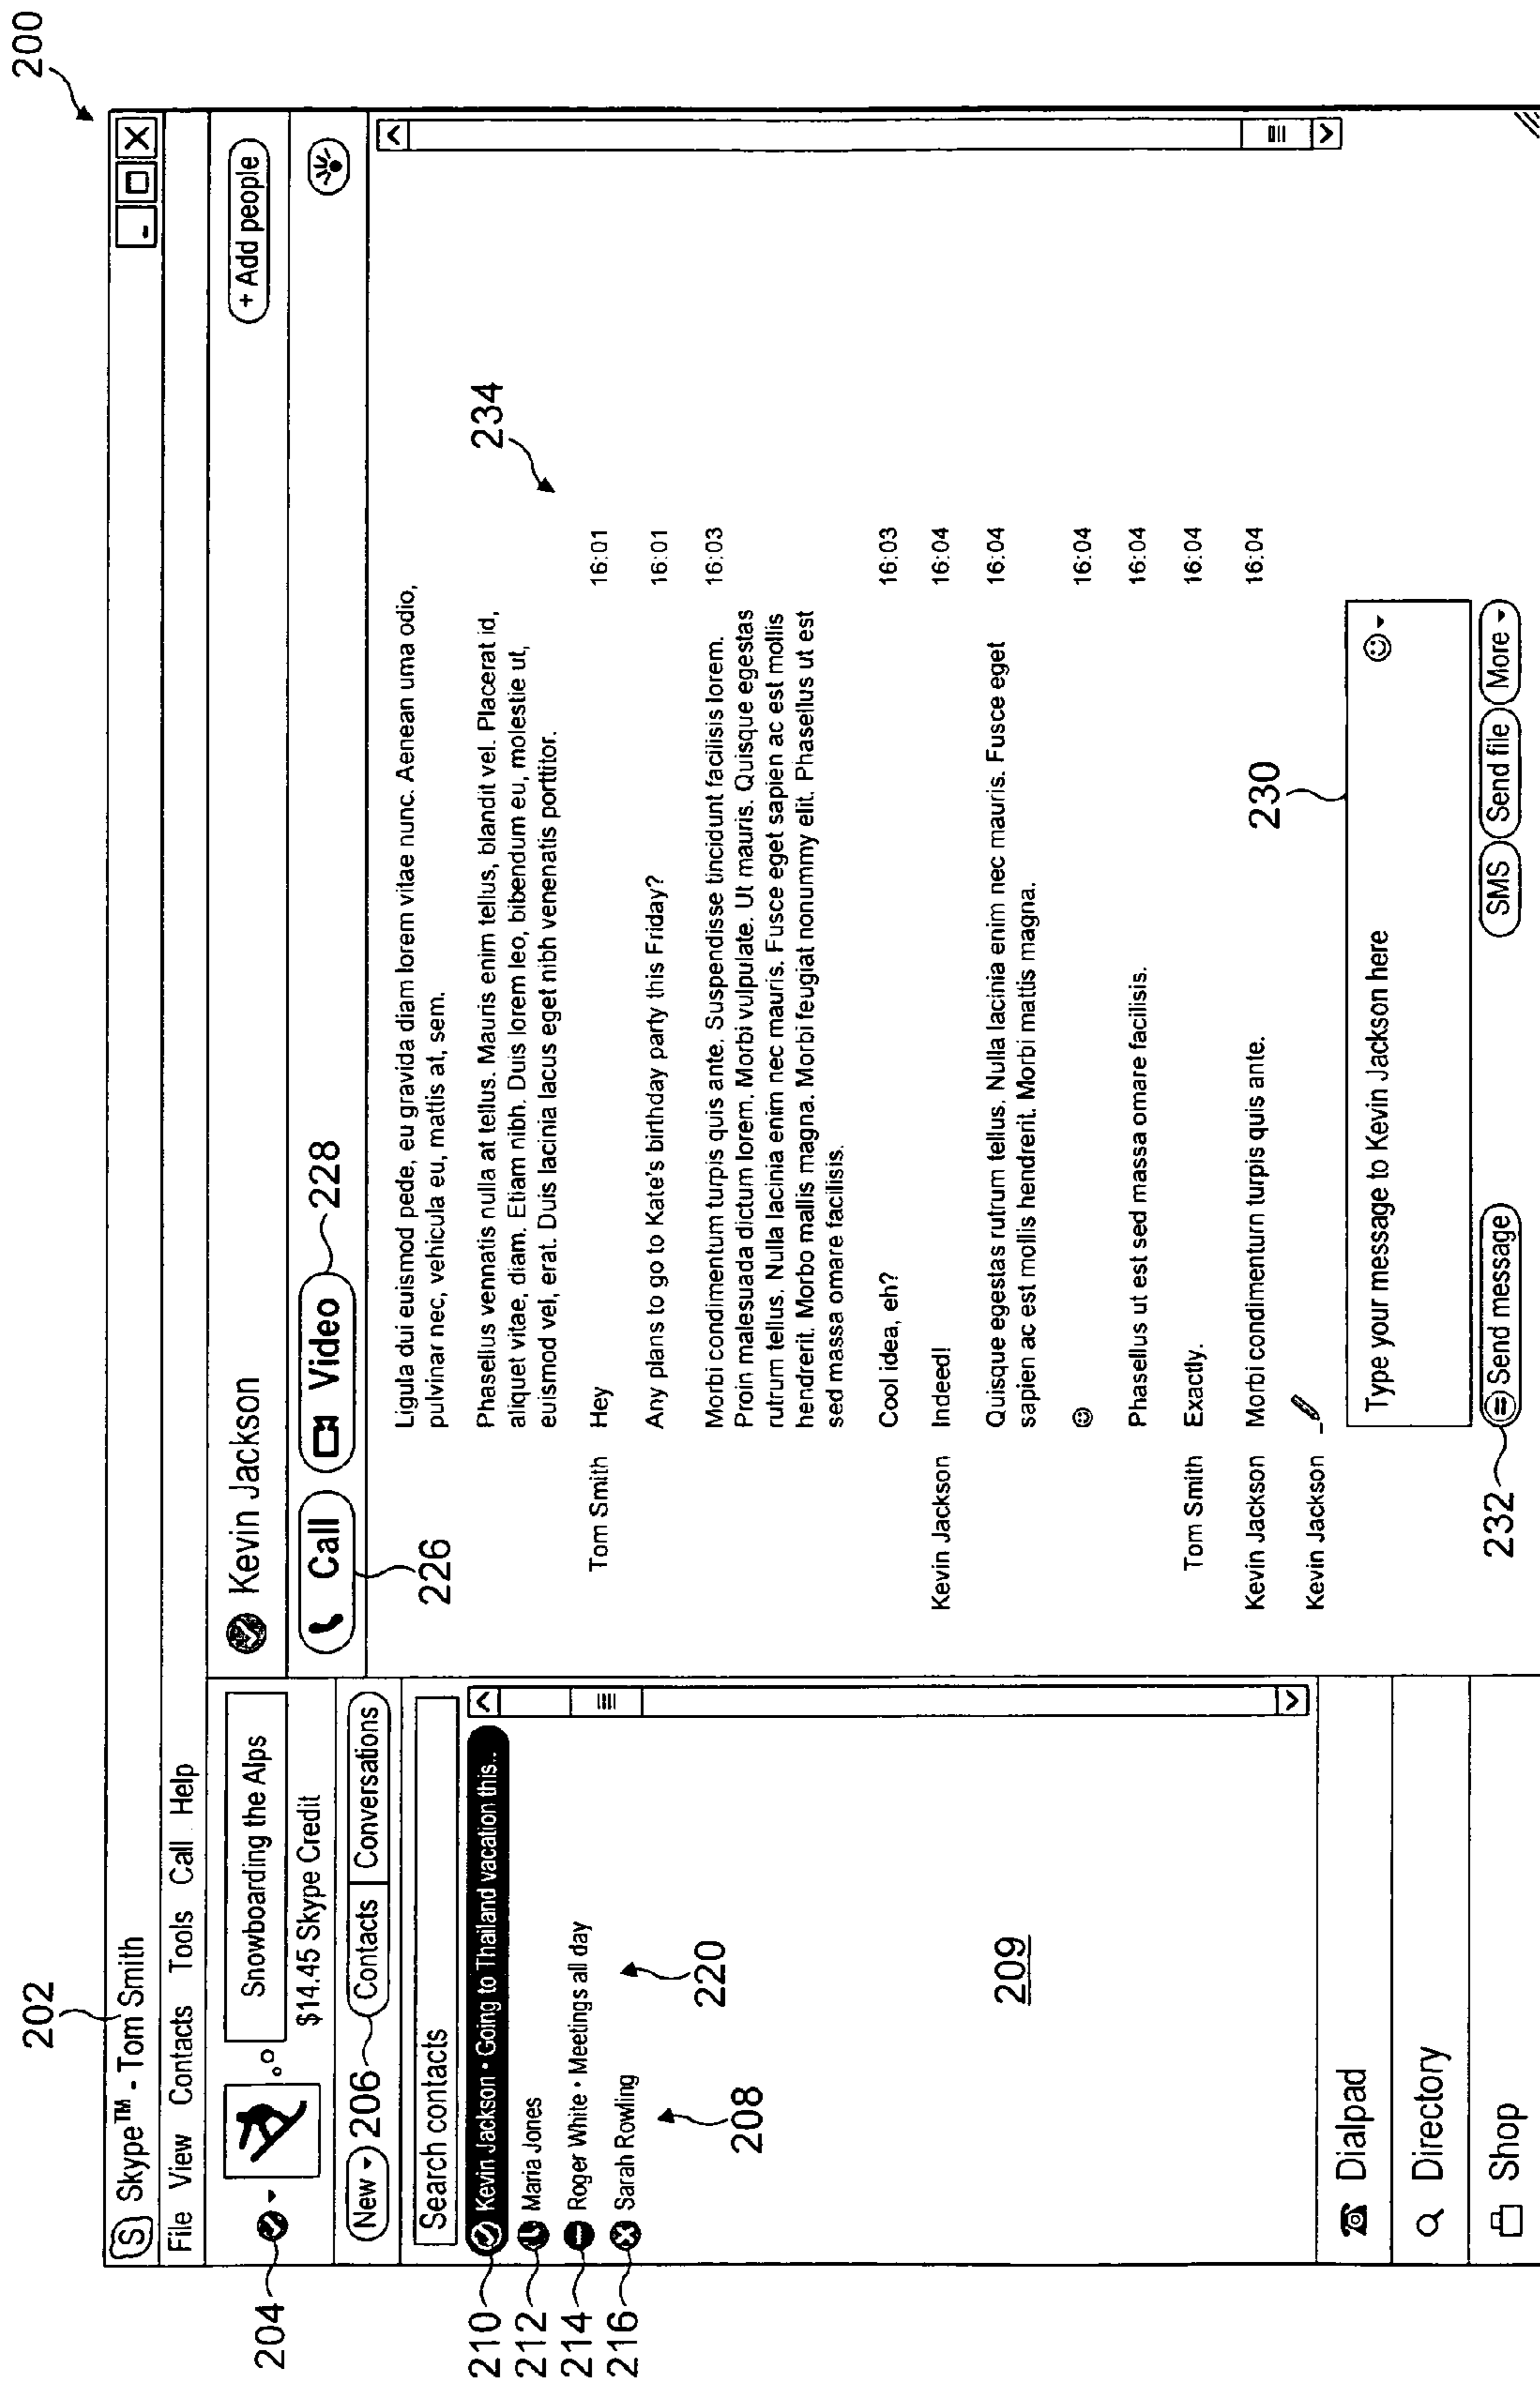 200
202
Skype™ - Tom Smith
File View Contacts Tools Call Help
204
Snowboarding the Alps
$14.45 Skype Credit
New 206 Contacts Conversations
Search contacts
210 Kevin Jackson • Going to Thailand vacation this..
212 Maria Jones
214 Roger White • Meetings all day
216 Sarah Rowling
208
220
209
Dialpad
Directory
Shop
Kevin Jackson
+ Add people
Call Video 228
226
Ligula dui euismod pede, eu gravida diam lorem vitae nunc. Aenean uma odio,
pulvinar nec, vehicula eu, mattis at, sem.
234
Phasellus vennatis nulla at tellus. Mauris enim tellus, blandit vel. Placerat id,
aliquet vitae, diam. Etiam nibh. Duis lorem leo, bibendum eu, molestie ut,
euismod vel, erat. Duis lacinia lacus eget nibh venenatis porttitor.
Tom Smith Hey 16:01
Any plans to go to Kate's birthday party this Friday? 16:01
Morbi condimentum turpis quis ante. Suspendisse tincidunt facilisis lorem. 16:03
Proin malesuada dictum lorem. Morbi vulputate. Ut mauris. Quisque egestas
rutrum tellus. Nulla lacinia enim nec mauris. Fusce eget sapien ac est mollis
hendrerit. Morbo mallis magna. Morbi feugiat nonummy elit. Phasellus ut est
sed massa omare facilisis.
Cool idea, eh? 16:03
Kevin Jackson Indeed! 16:04
Quisque egestas rutrum tellus. Nulla lacinia enim nec mauris. Fusce eget 16:04
sapien ac est mollis hendrerit. Morbi mattis magna.
☺ 16:04
Phasellus ut est sed massa omare facilisis. 16:04
Tom Smith Exactly. 16:04
Kevin Jackson Morbi condimenturn turpis quis ante. 16:04
Kevin Jackson
230
Type your message to Kevin Jackson here
232 Send message SMS Send file More